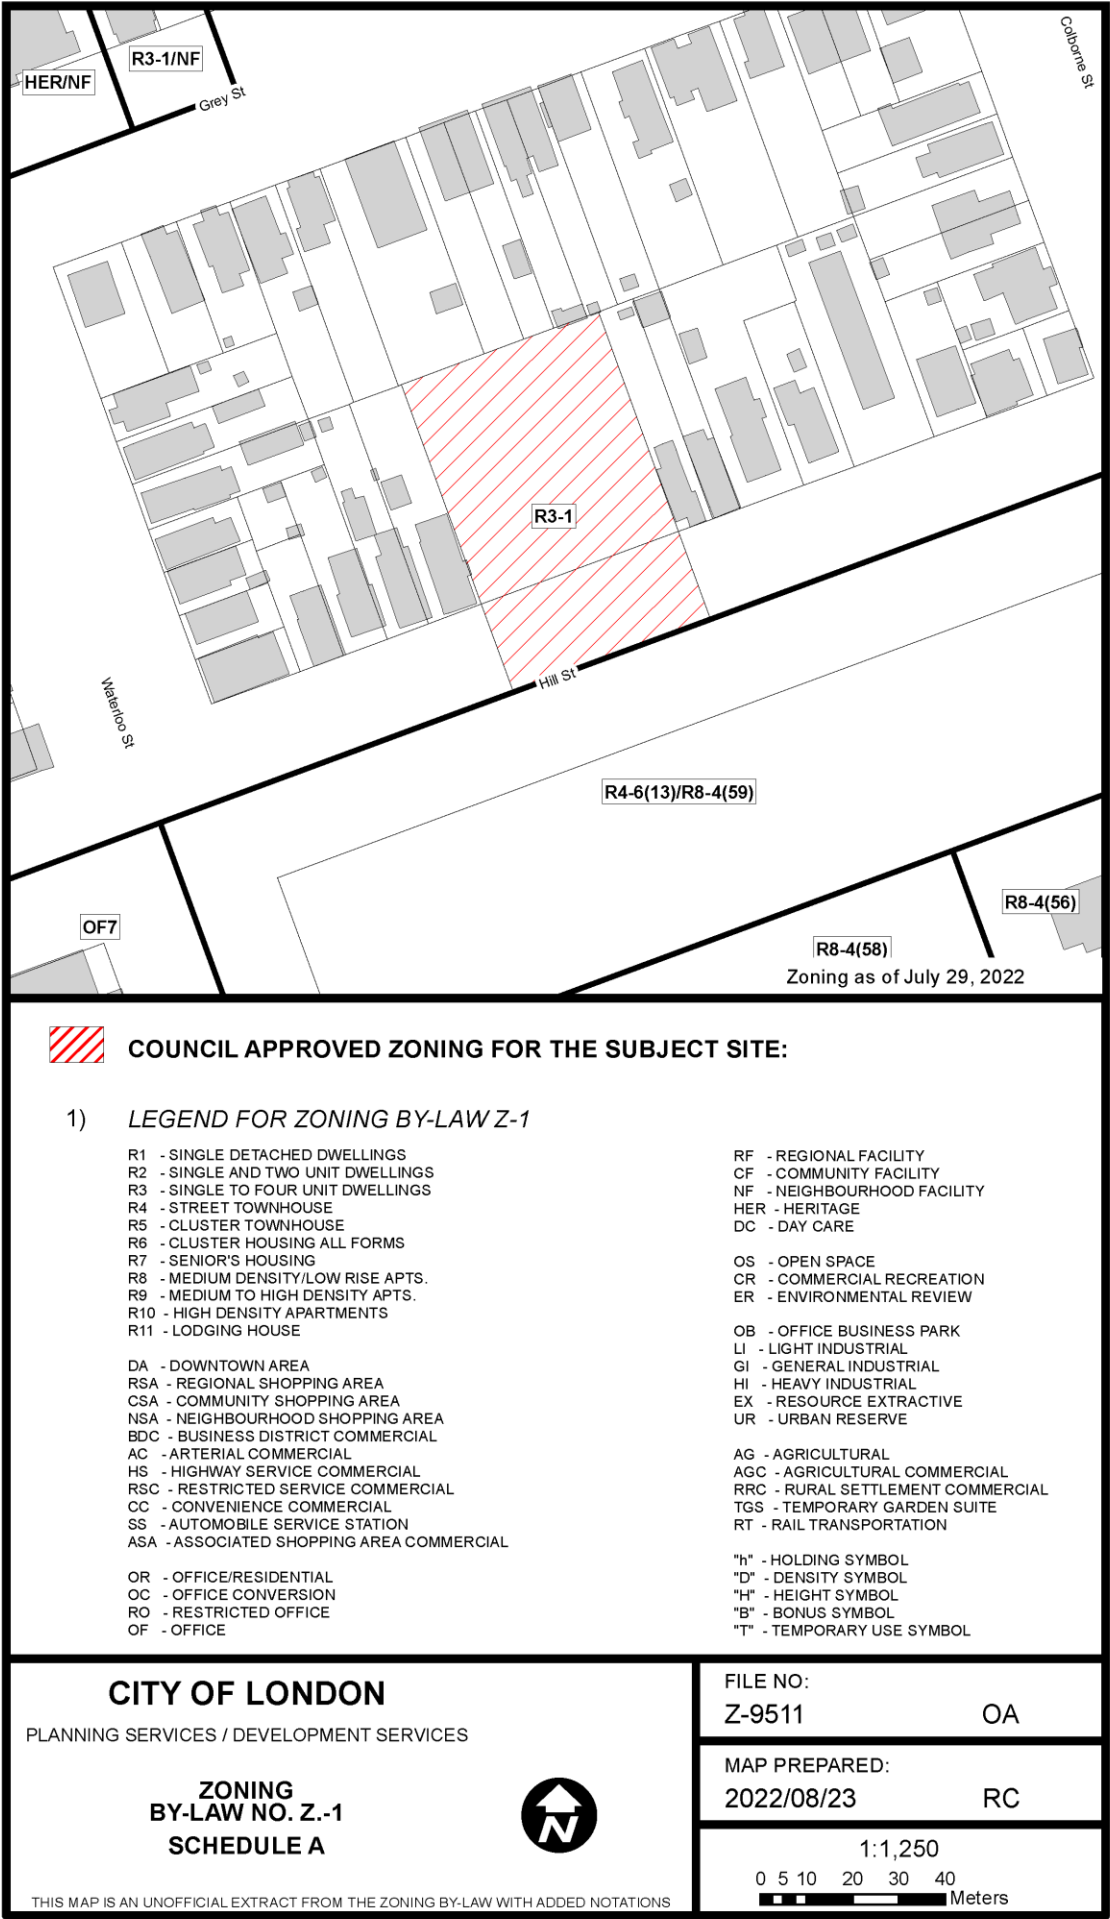 Colborne St
R3-1/NF
HER/NF
Grey St
R3-1
Hill St
Waterloo St
R4-6(13)/R8-4(59)
R8-4(56)
OF7
R8-4(58)
Zoning as of July 29, 2022
COUNCIL APPROVED ZONING FOR THE SUBJECT SITE:
1) LEGEND FOR ZONING BY-LAW Z-1
R1 - SINGLE DETACHED DWELLINGS
R2 - SINGLE AND TWO UNIT DWELLINGS
R3 - SINGLE TO FOUR UNIT DWELLINGS
R4 - STREET TOWNHOUSE
R5 - CLUSTER TOWNHOUSE
R6 - CLUSTER HOUSING ALL FORMS
R7 - SENIOR'S HOUSING
R8 - MEDIUM DENSITY/LOW RISE APTS.
R9 - MEDIUM TO HIGH DENSITY APTS.
R10 - HIGH DENSITY APARTMENTS
R11 - LODGING HOUSE
DA - DOWNTOWN AREA
RSA - REGIONAL SHOPPING AREA
CSA - COMMUNITY SHOPPING AREA
NSA - NEIGHBOURHOOD SHOPPING AREA
BDC - BUSINESS DISTRICT COMMERCIAL
AC - ARTERIAL COMMERCIAL
HS - HIGHWAY SERVICE COMMERCIAL
RSC - RESTRICTED SERVICE COMMERCIAL
CC - CONVENIENCE COMMERCIAL
SS - AUTOMOBILE SERVICE STATION
ASA - ASSOCIATED SHOPPING AREA COMMERCIAL
OR - OFFICE/RESIDENTIAL
OC - OFFICE CONVERSION
RO - RESTRICTED OFFICE
OF - OFFICE
RF - REGIONAL FACILITY
CF - COMMUNITY FACILITY
NF - NEIGHBOURHOOD FACILITY
HER - HERITAGE
DC - DAY CARE
OS - OPEN SPACE
CR - COMMERCIAL RECREATION
ER - ENVIRONMENTAL REVIEW
OB - OFFICE BUSINESS PARK
LI - LIGHT INDUSTRIAL
GI - GENERAL INDUSTRIAL
HI - HEAVY INDUSTRIAL
EX - RESOURCE EXTRACTIVE
UR - URBAN RESERVE
AG - AGRICULTURAL
AGC - AGRICULTURAL COMMERCIAL
RRC - RURAL SETTLEMENT COMMERCIAL
TGS - TEMPORARY GARDEN SUITE
RT - RAIL TRANSPORTATION
"h" - HOLDING SYMBOL
"D" - DENSITY SYMBOL
"H" - HEIGHT SYMBOL
"B" - BONUS SYMBOL
"T" - TEMPORARY USE SYMBOL
CITY OF LONDON
PLANNING SERVICES / DEVELOPMENT SERVICES
ZONING
BY-LAW NO. Z.-1
SCHEDULE A
N
THIS MAP IS AN UNOFFICIAL EXTRACT FROM THE ZONING BY-LAW WITH ADDED NOTATIONS
FILE NO:
Z-9511 OA
MAP PREPARED:
2022/08/23 RC
1:1,250
0 5 10 20 30 40
Meters